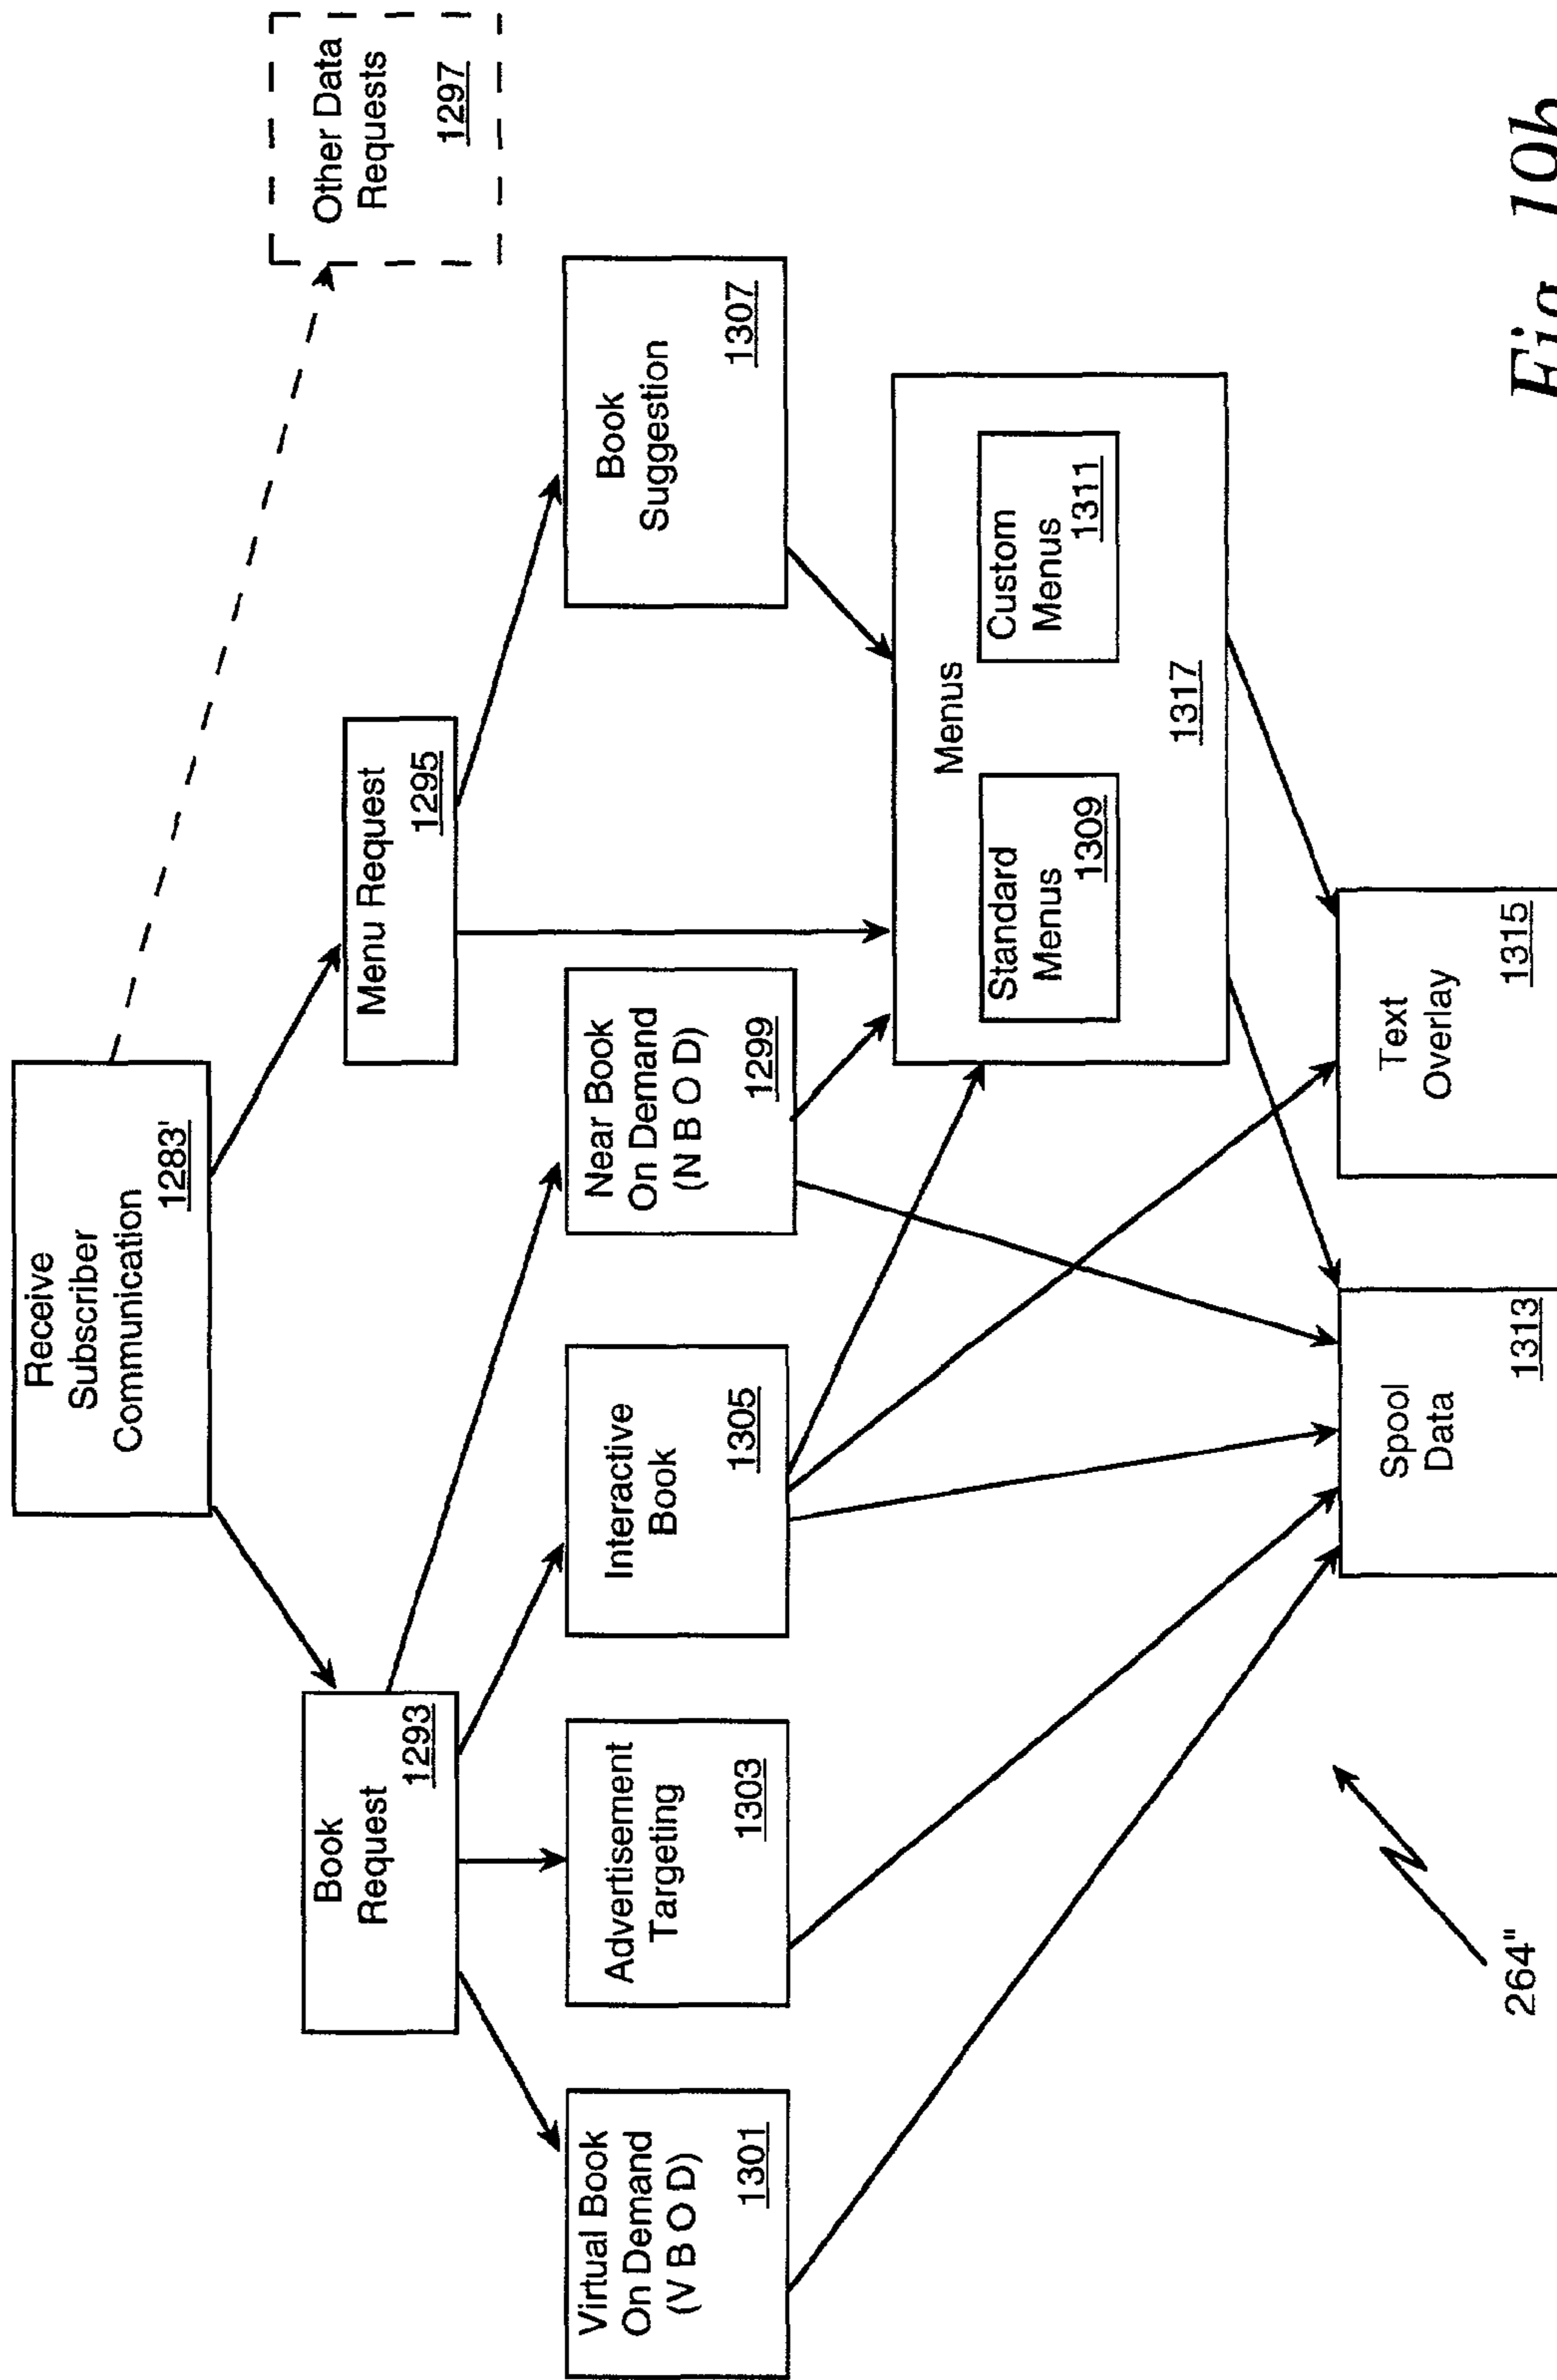 Receive
Subscriber
Communication
1283'
Other Data
Requests
1297
Book
Request
1293
Menu Request
1295
Virtual Book
On Demand
(V B O D)
1301
Advertisement
Targeting
1303
Interactive
Book
1305
Near Book
On Demand
(N B O D)
1299
Book
Suggestion
1307
Menus
Standard
Menus
1309
Custom
Menus
1311
1317
Spool
Data
1313
Text
Overlay
1315
264"
Fig. 10b